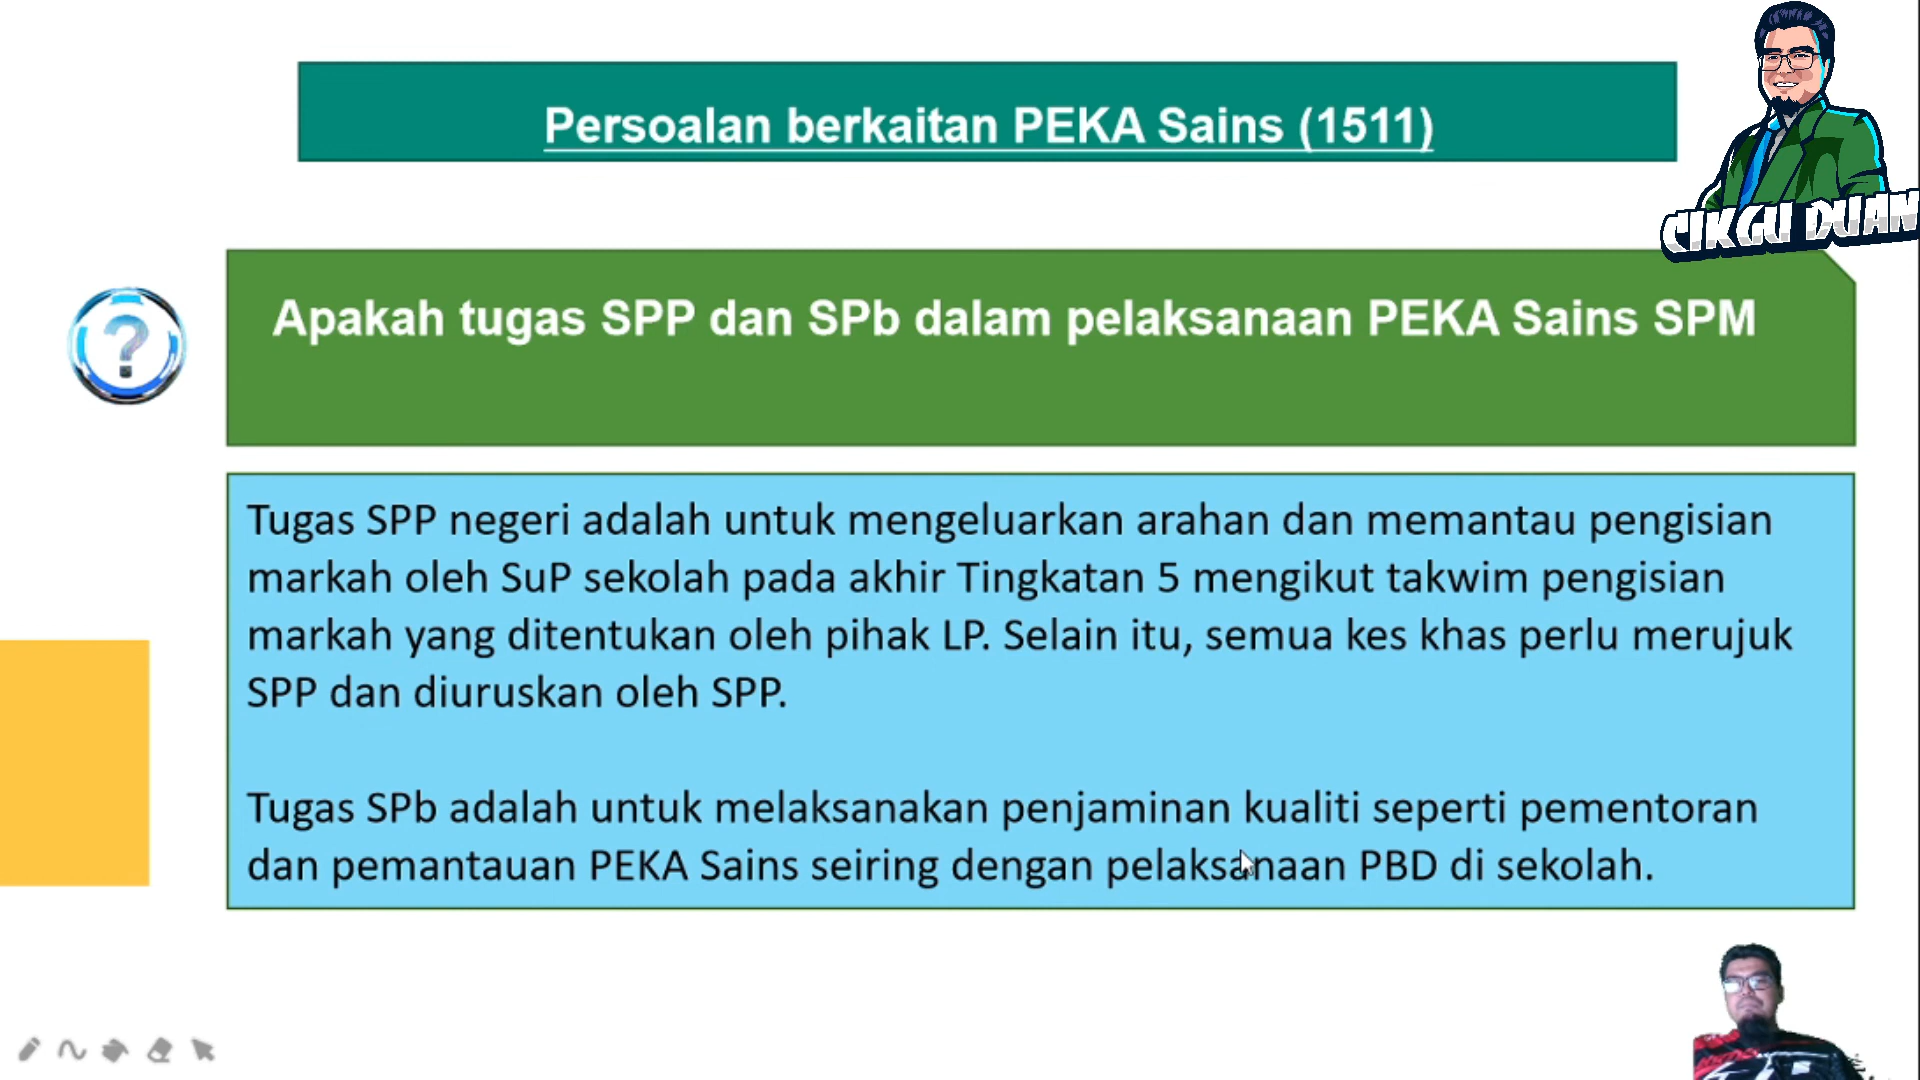 Persoalan berkaitan PEKA Sains (1511)
CIKGU DUAN
Apakah tugas SPP dan SPb dalam pelaksanaan PEKA Sains SPM
Tugas SPP negeri adalah untuk mengeluarkan arahan dan memantau pengisian
markah oleh SuP sekolah pada akhir Tingkatan 5 mengikut takwim pengisian
markah yang ditentukan oleh pihak LP. Selain itu, semua kes khas perlu merujuk
SPP dan diuruskan oleh SPP.
Tugas SPb adalah untuk melaksanakan penjaminan kualiti seperti pementoran
dan pemantauan PEKA Sains seiring dengan pelaksanaan PBD di sekolah.